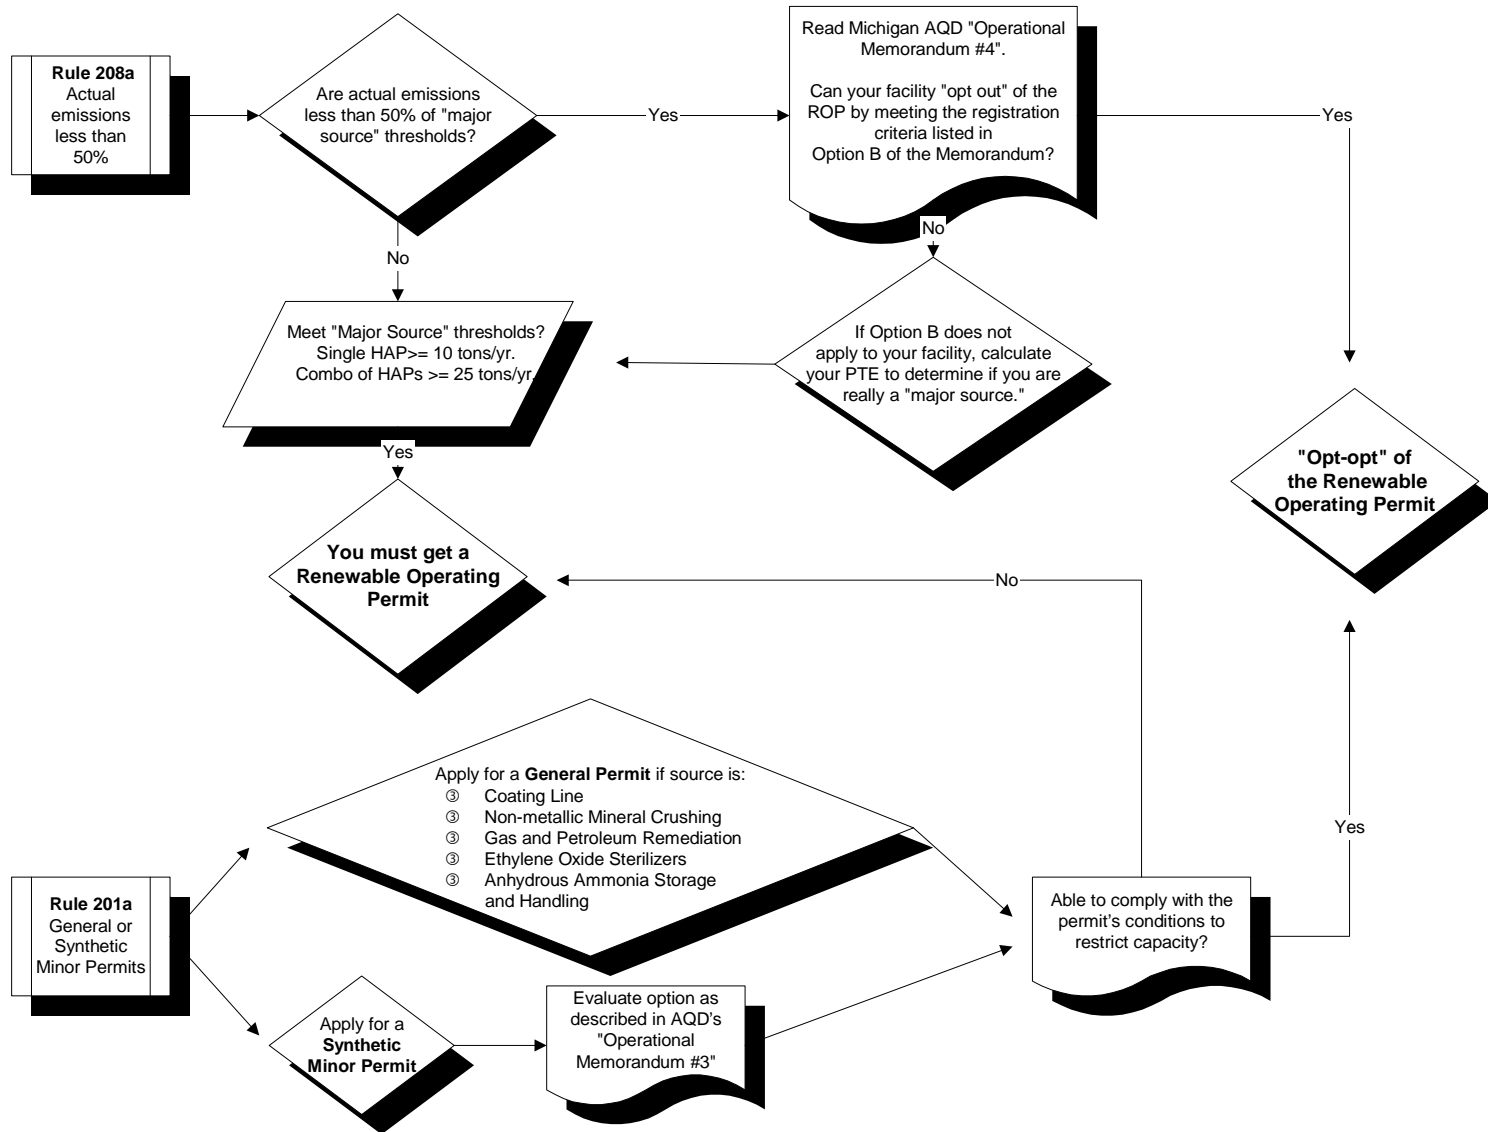 Rule 208a
Actual
emissions
less than
50%
Are actual emissions
less than 50% of "major
source" thresholds?
Yes
Read Michigan AQD "Operational
Memorandum #4".
Can your facility "opt out" of the
ROP by meeting the registration
criteria listed in
Option B of the Memorandum?
Yes
No
No
Meet "Major Source" thresholds?
Single HAP>= 10 tons/yr.
Combo of HAPs >= 25 tons/yr.
If Option B does not
apply to your facility, calculate
your PTE to determine if you are
really a "major source."
Yes
"Opt-opt" of
the Renewable
Operating Permit
You must get a
Renewable Operating
Permit
No
Apply for a General Permit if source is:
③ Coating Line
③ Non-metallic Mineral Crushing
③ Gas and Petroleum Remediation
③ Ethylene Oxide Sterilizers
③ Anhydrous Ammonia Storage
and Handling
Yes
Rule 201a
General or
Synthetic
Minor Permits
Able to comply with the
permit's conditions to
restrict capacity?
Apply for a
Synthetic
Minor Permit
Evaluate option as
described in AQD's
"Operational
Memorandum #3"